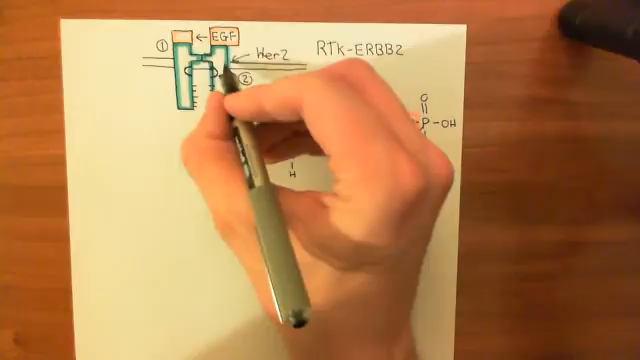 ① EGF
Her2 RTK-ERBB2
②
O
P-OH
H